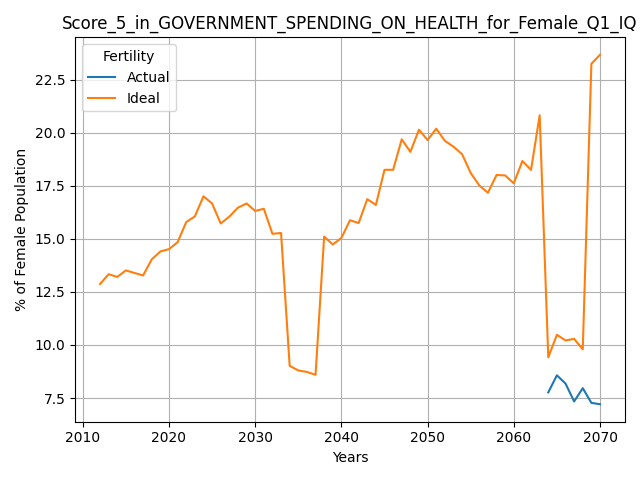 Score_5_in_GOVERNMENT_SPENDING_ON_HEALTH_for_Female_Q1_IQ
Fertility
Actual
Ideal
% of Female Population
22.5
20.0
17.5
15.0
12.5
10.0
7.5
2010 2020 2030 2040 2050 2060 2070
Years